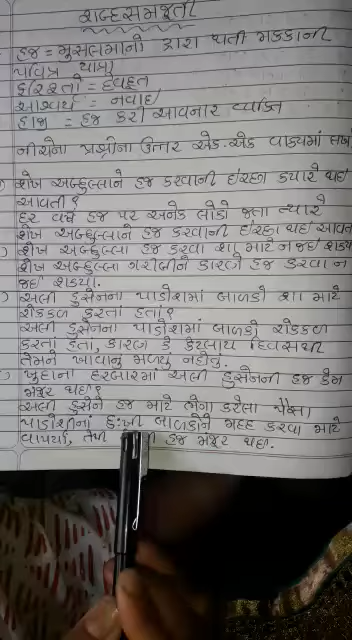 શબ્દસમજૂતી
હજ = મુસલમાનો દ્વારા થતી મક્કાની
પવિત્ર યાત્રા
ફરિશ્તો = દેવદૂત
આશ્ચર્ય = નવાઈ
હાજી = હજ કરી આવનાર વ્યક્તિ
નીચેના પ્રશ્નોના ઉત્તર એક-એક વાક્યમાં લખો
શેખ અબ્દુલ્લાને હજ કરવાની ઈચ્છા ક્યારે થઈ
આવતી?
દર વર્ષે હજ પર અનેક લોકો જતા ત્યારે
શેખ અબ્દુલ્લાને હજ કરવાની ઈચ્છા થઈ આવતી
શેખ અબ્દુલ્લા હજ કરવા શા માટે ન જઈ શક્યા
શેખ અબ્દુલ્લા ગરીબીને કારણે હજ કરવા ન
જઈ શક્યા.
અલી હુસેનના પાડોશમાં બાળકો શા માટે
રોકકળ કરતાં હતાં?
અલી હુસેનના પાડોશમાં બાળકો રોકકળ
કરતાં હતાં, કારણ કે કેટલાય દિવસથી
તેમને ખાવાનું મળ્યું નહોતું.
ખુદાના દરબારમાં અલી હુસેનની હજ કેમ
મંજૂર થઈ?
અલી હુસેને હજ માટે ભેગા કરેલા પૈસા
પાડોશીનાં દુ:ખી બાળકોને મદદ કરવા માટે
વાપર્યા, તેથી હજ મંજૂર થઈ.